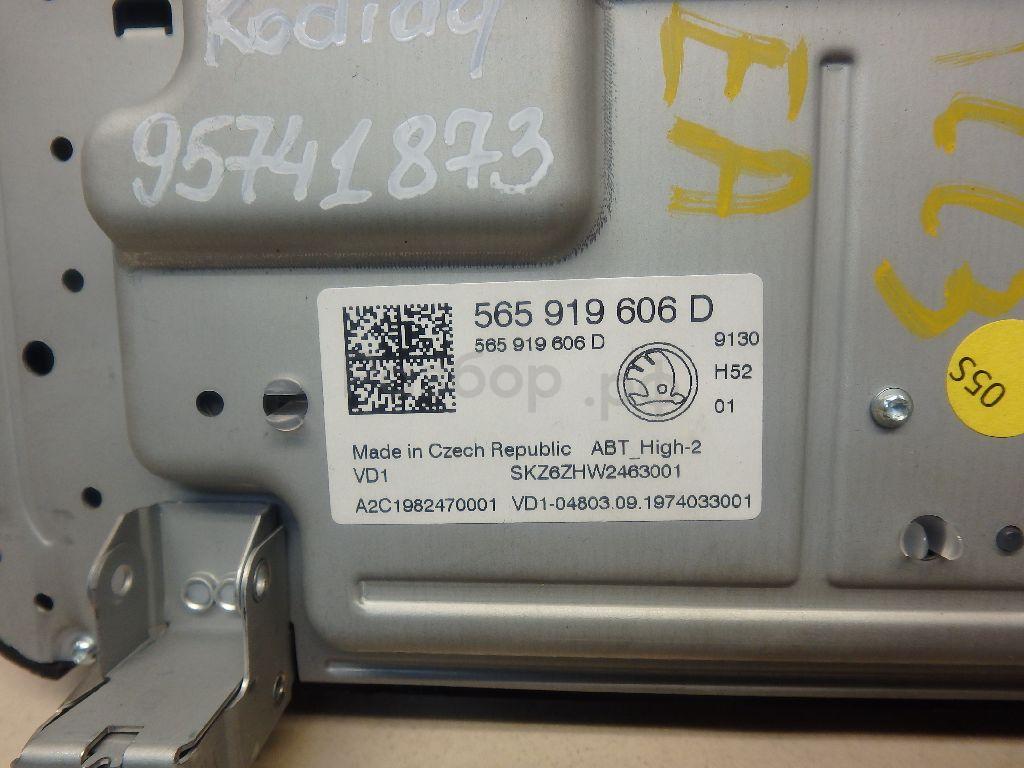 Kodiaq
95741873
EA
565 919 606 D
565 919 606 D
9130
H52
01
Made in Czech Republic ABT_High-2
VD1 SKZ6ZHW2463001
A2C1982470001 VD1-04803.09.1974033001
05S